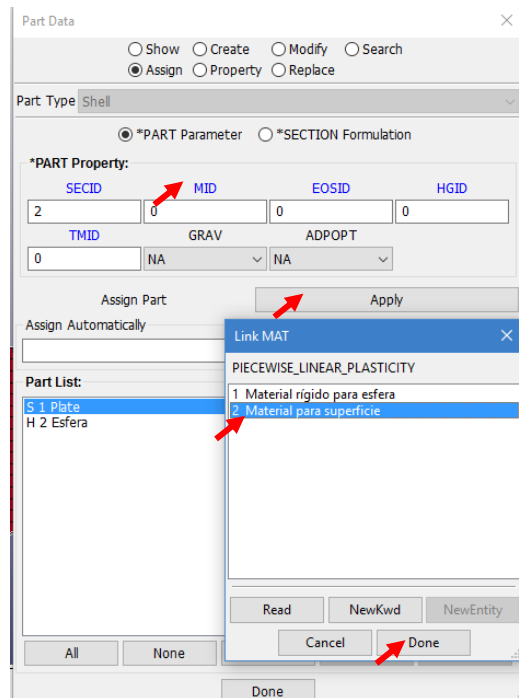 Part Data
Show Create Modify Search
Assign Property Replace
Part Type Shell
*PART Parameter *SECTION Formulation
*PART Property:
SECID MID EOSID HGID
2 0 0 0
TMID GRAV ADPOPT
0 NA NA
Assign Part Apply
Assign Automatically
Link MAT
PIECEWISE_LINEAR_PLASTICITY
1 Material rígido para esfera
2 Material para superficie
Part List:
S 1 Plate
H 2 Esfera
Read NewKwd NewEntity
Cancel Done
All None
Done